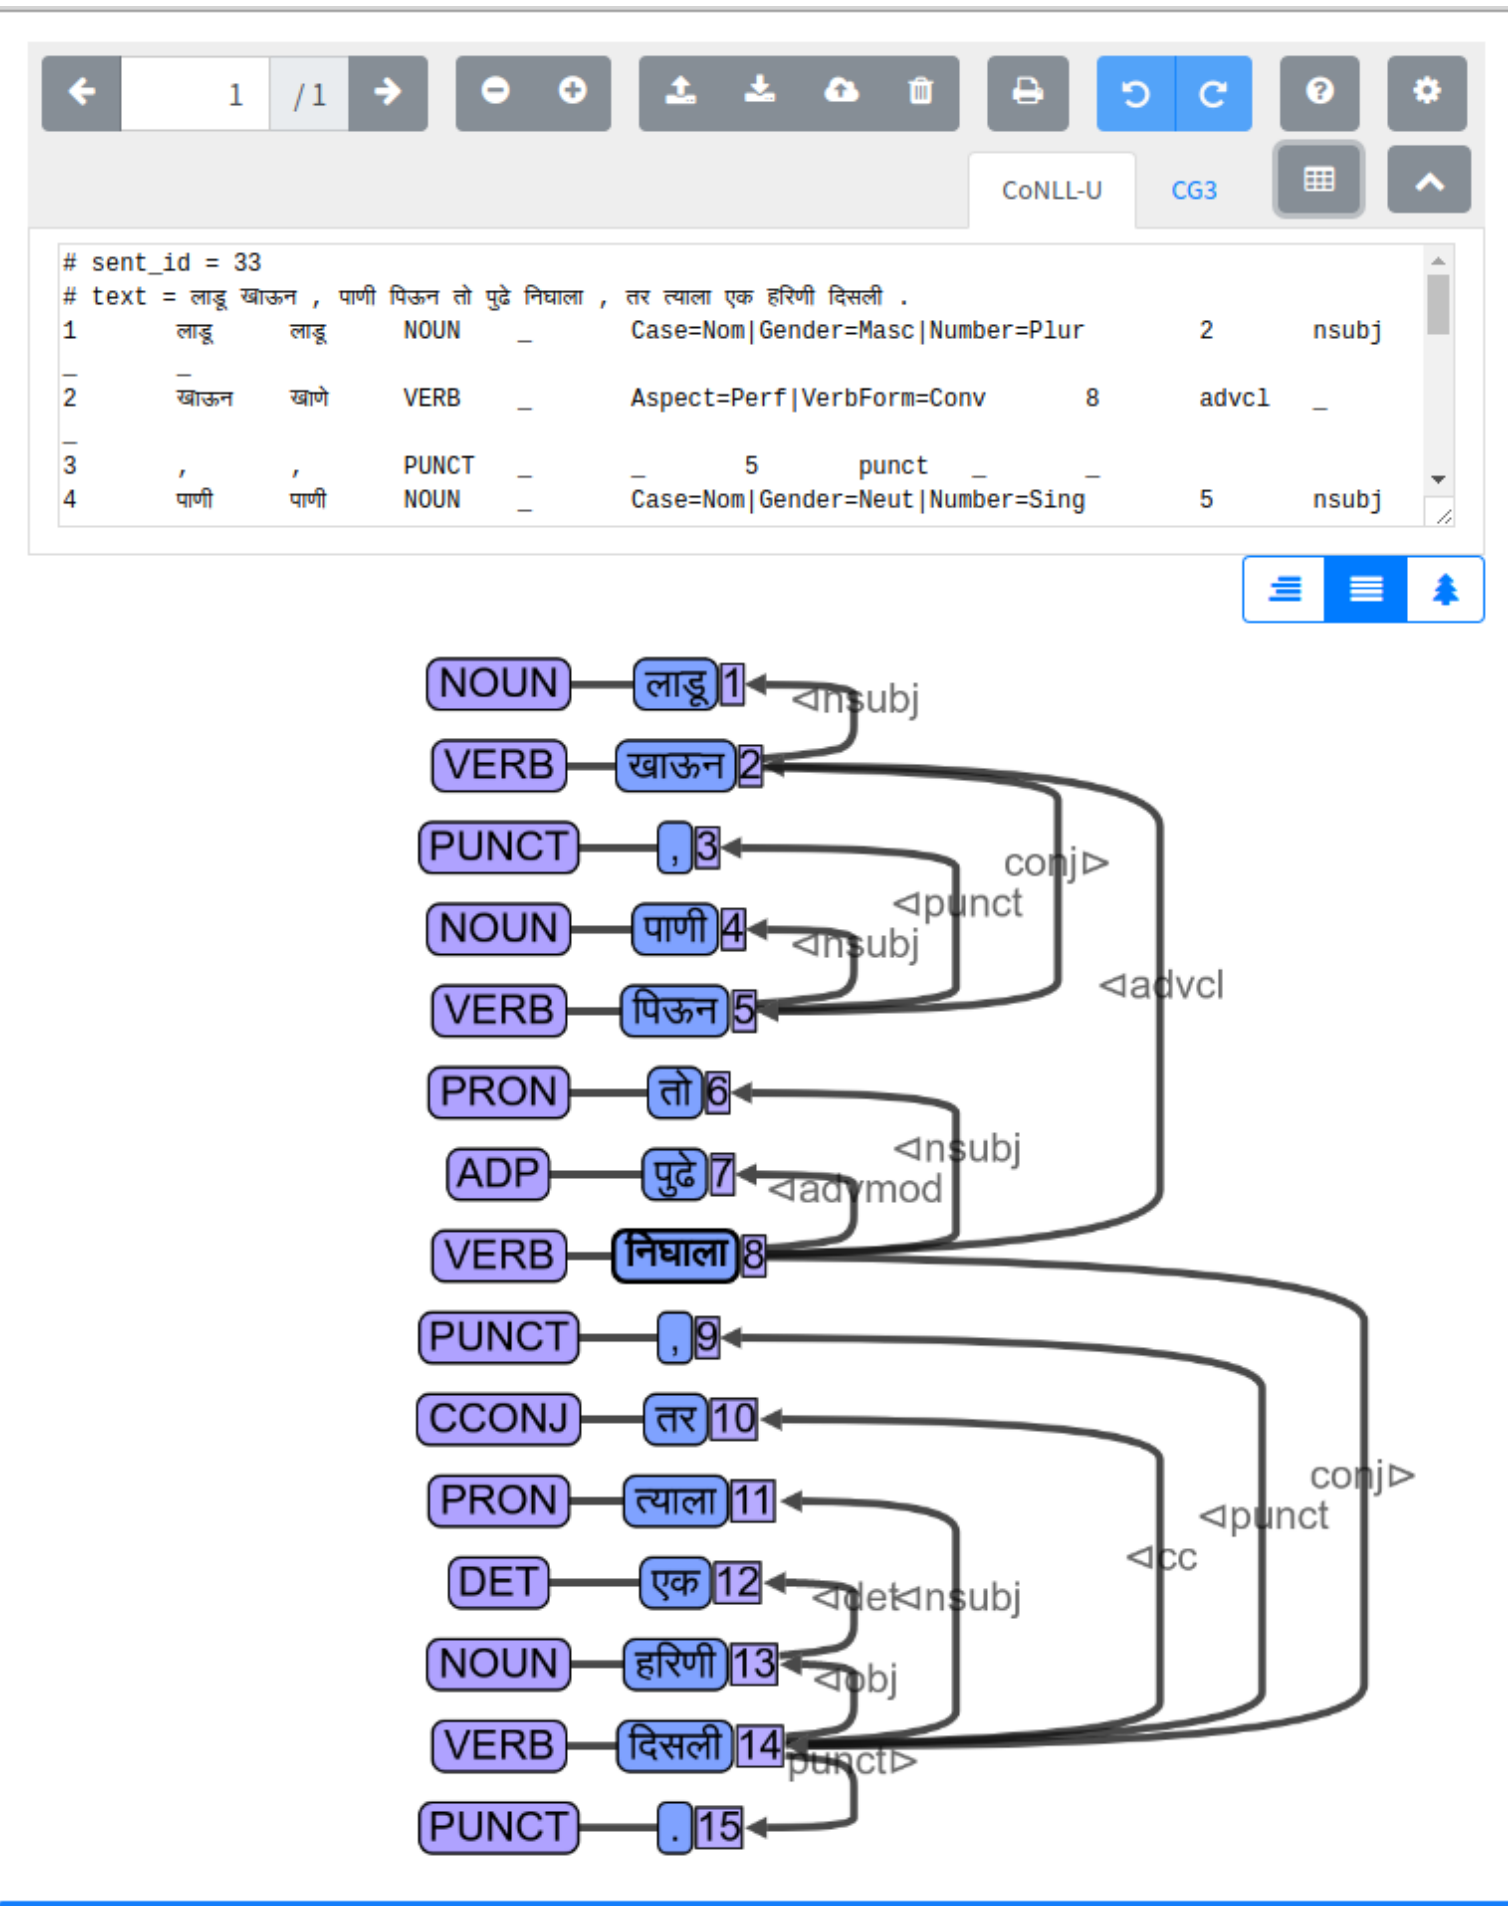 1 / 1
CoNLL-U CG3
# sent_id = 33
# text = लाडू खाऊन , पाणी पिऊन तो पुढे निघाला , तर त्याला एक हरिणी दिसली .
1 लाडू लाडू NOUN _ Case=Nom|Gender=Masc|Number=Plur 2 nsubj
_ _
2 खाऊन खाणे VERB _ Aspect=Perf|VerbForm=Conv 8 advcl _
_
3 , , PUNCT _ _ 5 punct _ _
4 पाणी पाणी NOUN _ Case=Nom|Gender=Neut|Number=Sing 5 nsubj
NOUN लाडू 1 ⊲nsubj
VERB खाऊन 2
PUNCT , 3
conj⊳
⊲punct
NOUN पाणी 4 ⊲nsubj
⊲advcl
VERB पिऊन 5
PRON तो 6
⊲nsubj
ADP पुढे 7 ⊲advmod
VERB निघाला 8
PUNCT , 9
CCONJ तर 10
conj⊳
PRON त्याला 11 ⊲punct
⊲cc
DET एक 12 ⊲det ⊲nsubj
NOUN हरिणी 13 ⊲obj
VERB दिसली 14 punct⊳
PUNCT . 15